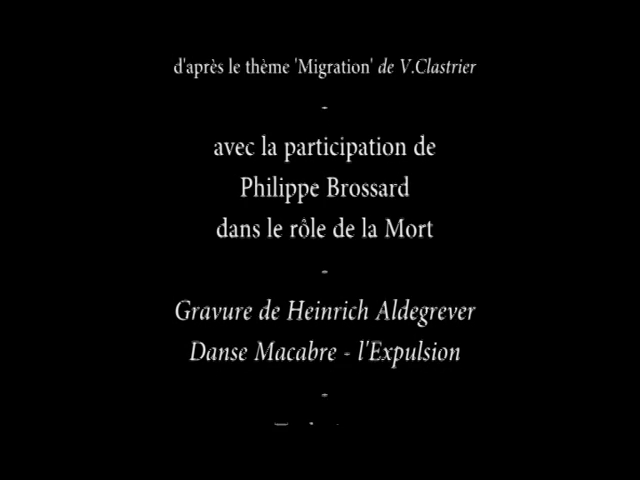 d'après le thème 'Migration' de V.Clastrier
-
avec la participation de
Philippe Brossard
dans le rôle de la Mort
-
Gravure de Heinrich Aldegrever
Danse Macabre - l'Expulsion
-